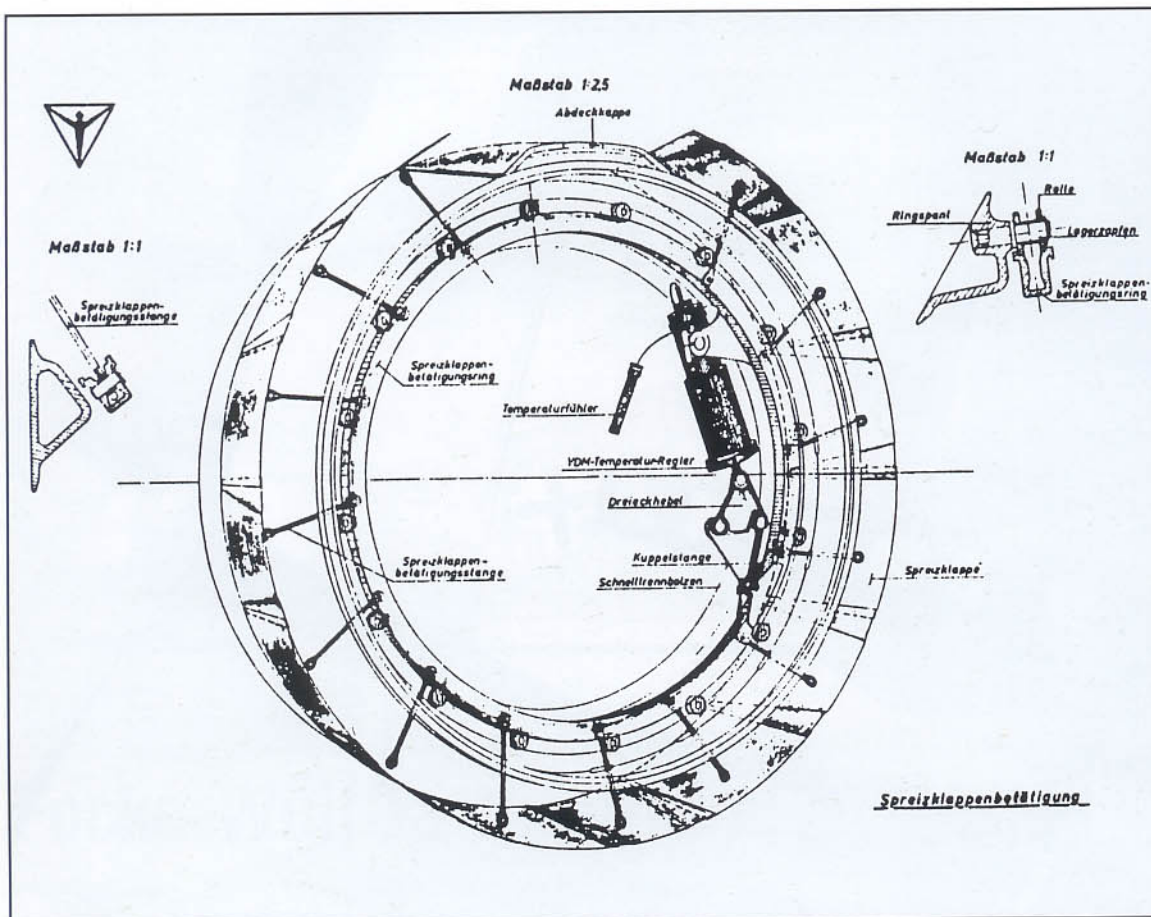 Maßstab 1:2,5
Abdeckkappe
Maßstab 1:1
Rolle
Ringspant
Lagerzapfen
Spreizklappen-
betätigungsring
Maßstab 1:1
Spreizklappen-
betätigungsstange
Spreizklappen-
betätigungsring
Temperaturfühler
VDM-Temperatur-Regler
Dreieckhebel
Kuppelstange
Schnelltrennbolzen
Spreizklappen-
betätigungsstange
Spreizklappe
Spreizklappenbetätigung